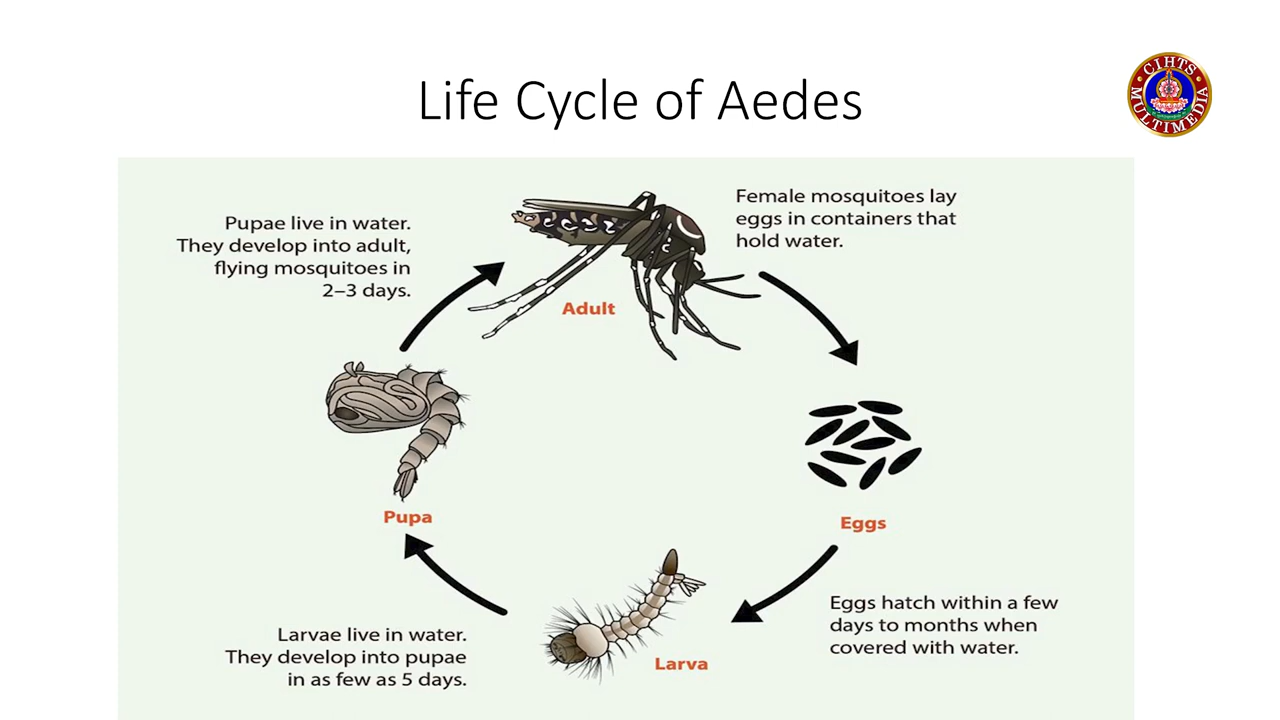 Life Cycle of Aedes
CIHTS
MULTIMEDIA
Pupae live in water.
They develop into adult,
flying mosquitoes in
2–3 days.
Female mosquitoes lay
eggs in containers that
hold water.
Adult
Pupa
Eggs
Larvae live in water.
They develop into pupae
in as few as 5 days.
Larva
Eggs hatch within a few
days to months when
covered with water.